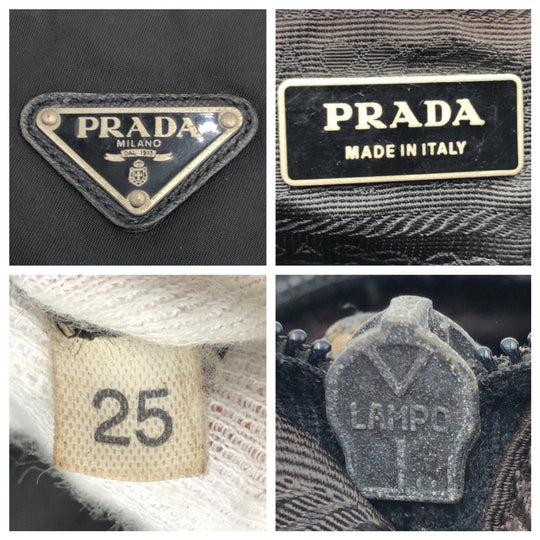 PRADA
MILANO
DAL 1913
PRADA
MADE IN ITALY
25
LAMPO